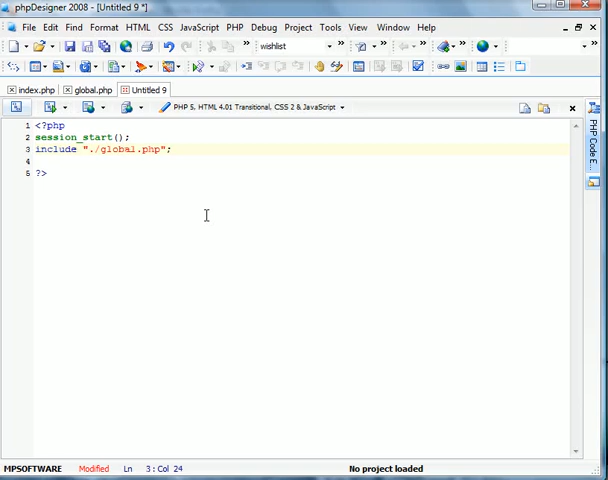 phpDesigner 2008 - [Untitled 9 *]
File Edit Find Format HTML CSS JavaScript PHP Debug Project Tools View Window Help
» wishlist » »
index.php global.php Untitled 9
PHP 5, HTML 4.01 Transitional, CSS 2 & JavaScript
1 <?php
2 session_start();
3 include "./global.php";
4
5 ?>
PHP Code E...
MPSOFTWARE Modified Ln 3 : Col 24 No project loaded